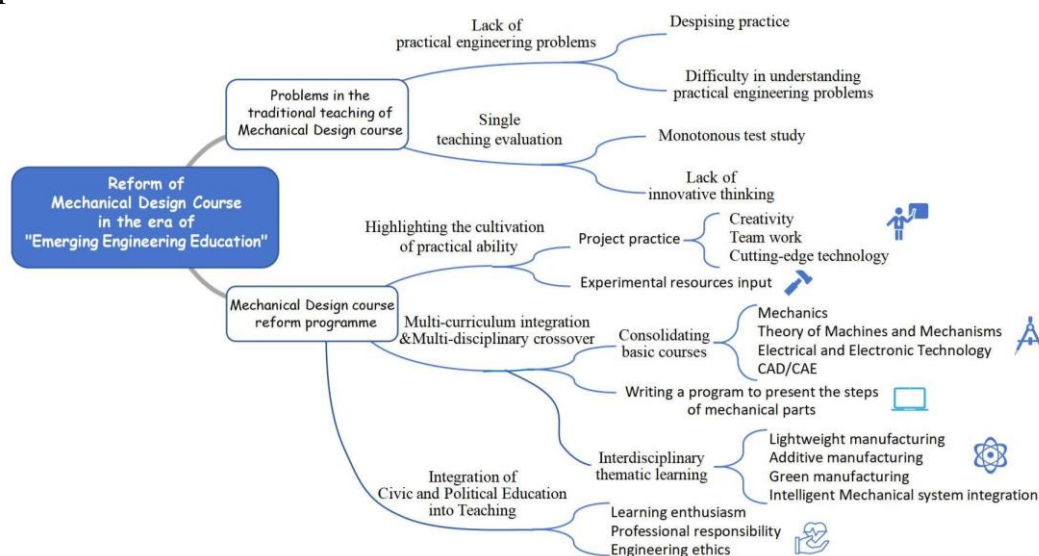 Reform of
Mechanical Design Course
in the era of
"Emerging Engineering Education"
Problems in the
traditional teaching of
Mechanical Design course
Lack of
practical engineering problems
Despising practice
Difficulty in understanding
practical engineering problems
Single
teaching evaluation
Monotonous test study
Lack of
innovative thinking
Mechanical Design course
reform programme
Highlighting the cultivation
of practical ability
Project practice
Creativity
Team work
Cutting-edge technology
Experimental resources input
Multi-curriculum integration
&Multi-disciplinary crossover
Consolidating
basic courses
Mechanics
Theory of Machines and Mechanisms
Electrical and Electronic Technology
CAD/CAE
Writing a program to present the steps
of mechanical parts
Interdisciplinary
thematic learning
Lightweight manufacturing
Additive manufacturing
Green manufacturing
Intelligent Mechanical system integration
Integration of
Civic and Political Education
into Teaching
Learning enthusiasm
Professional responsibility
Engineering ethics